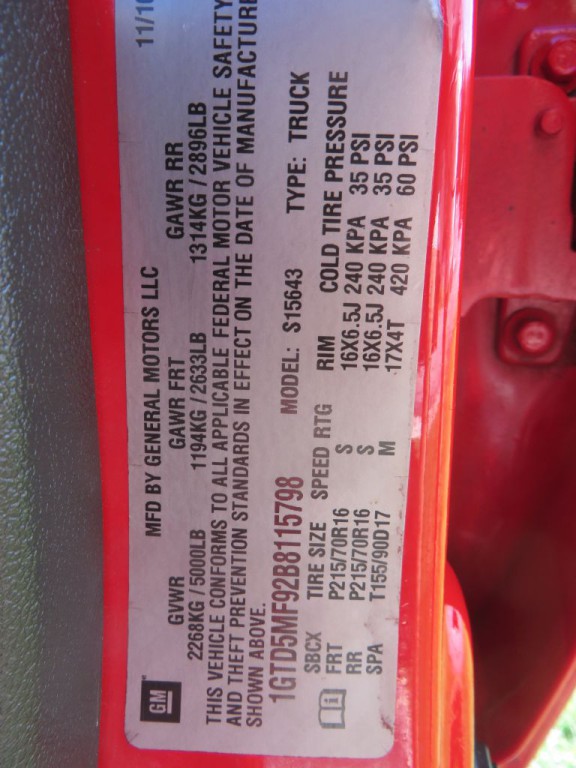 MFD BY GENERAL MOTORS LLC
11/10
GM
GVWR GAWR FRT GAWR RR
2268KG / 5000LB 1194KG / 2633LB 1314KG / 2896LB
THIS VEHICLE CONFORMS TO ALL APPLICABLE FEDERAL MOTOR VEHICLE SAFETY
AND THEFT PREVENTION STANDARDS IN EFFECT ON THE DATE OF MANUFACTURE
SHOWN ABOVE.
1GTD5MF92B8115798 MODEL: S15643 TYPE: TRUCK
SBCX TIRE SIZE SPEED RTG RIM COLD TIRE PRESSURE
FRT P215/70R16 S 16X6.5J 240 KPA 35 PSI
RR P215/70R16 S 16X6.5J 240 KPA 35 PSI
SPA T155/90D17 M 17X4T 420 KPA 60 PSI